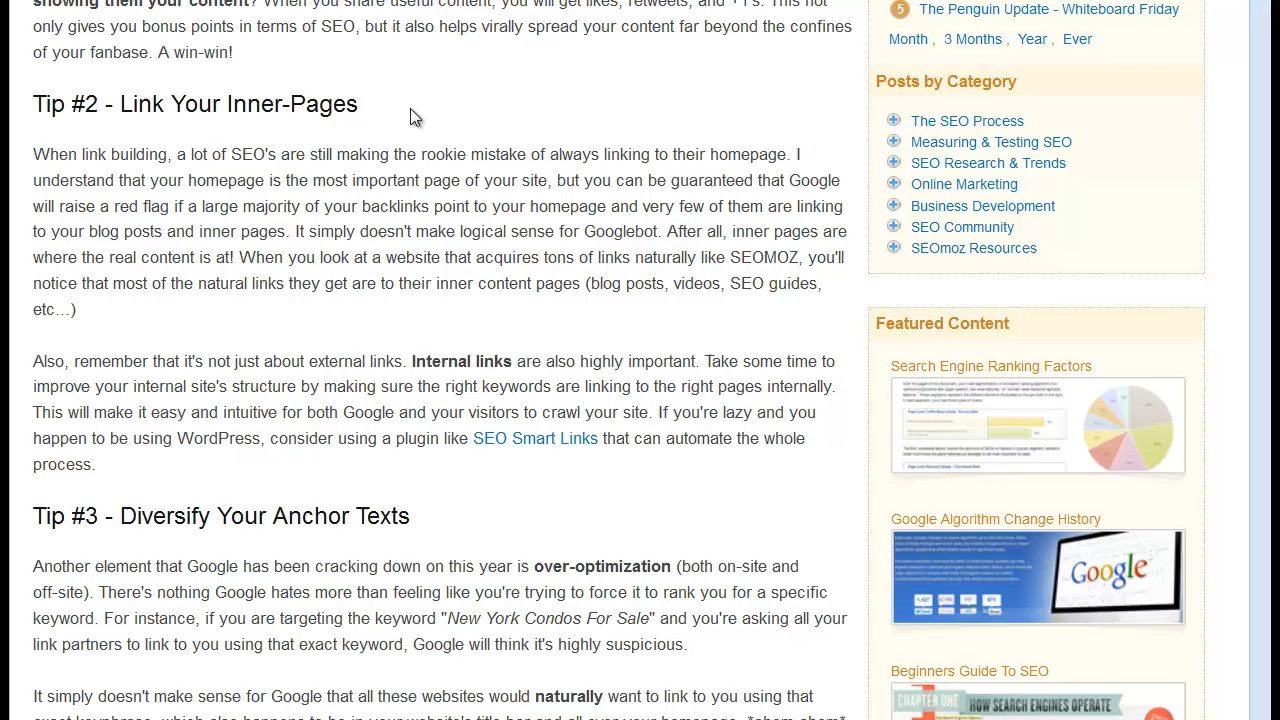 showing them your content? When you share useful content, you will get likes, retweets, and +1's. This not
only gives you bonus points in terms of SEO, but it also helps virally spread your content far beyond the confines
of your fanbase. A win-win!
Tip #2 - Link Your Inner-Pages
When link building, a lot of SEO's are still making the rookie mistake of always linking to their homepage. I
understand that your homepage is the most important page of your site, but you can be guaranteed that Google
will raise a red flag if a large majority of your backlinks point to your homepage and very few of them are linking
to your blog posts and inner pages. It simply doesn't make logical sense for Googlebot. After all, inner pages are
where the real content is at! When you look at a website that acquires tons of links naturally like SEOMOZ, you'll
notice that most of the natural links they get are to their inner content pages (blog posts, videos, SEO guides,
etc...)
Also, remember that it's not just about external links. Internal links are also highly important. Take some time to
improve your internal site's structure by making sure the right keywords are linking to the right pages internally.
This will make it easy and intuitive for both Google and your visitors to crawl your site. If you're lazy and you
happen to be using WordPress, consider using a plugin like SEO Smart Links that can automate the whole
process.
Tip #3 - Diversify Your Anchor Texts
Another element that Google has been cracking down on this year is over-optimization (both on-site and
off-site). There's nothing Google hates more than feeling like you're trying to force it to rank you for a specific
keyword. For instance, if you are targeting the keyword "New York Condos For Sale" and you're asking all your
link partners to link to you using that exact keyword, Google will think it's highly suspicious.
It simply doesn't make sense for Google that all these websites would naturally want to link to you using that
5 The Penguin Update - Whiteboard Friday
Month , 3 Months , Year , Ever
Posts by Category
The SEO Process
Measuring & Testing SEO
SEO Research & Trends
Online Marketing
Business Development
SEO Community
SEOmoz Resources
Featured Content
Search Engine Ranking Factors
Google Algorithm Change History
Google
Beginners Guide To SEO
CHAPTER ONE
HOW SEARCH ENGINES OPERATE